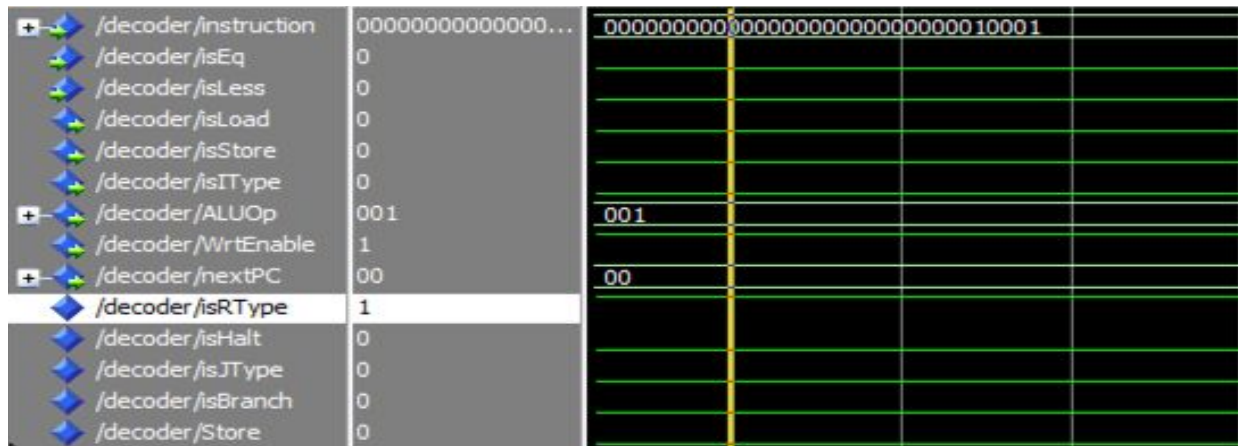 /decoder/instruction 00000000000000... 00000000000000000000000000010001
/decoder/isEq 0
/decoder/isLess 0
/decoder/isLoad 0
/decoder/isStore 0
/decoder/isIType 0
/decoder/ALUOp 001 001
/decoder/WrtEnable 1
/decoder/nextPC 00 00
/decoder/isRType 1
/decoder/isHalt 0
/decoder/isJType 0
/decoder/isBranch 0
/decoder/Store 0